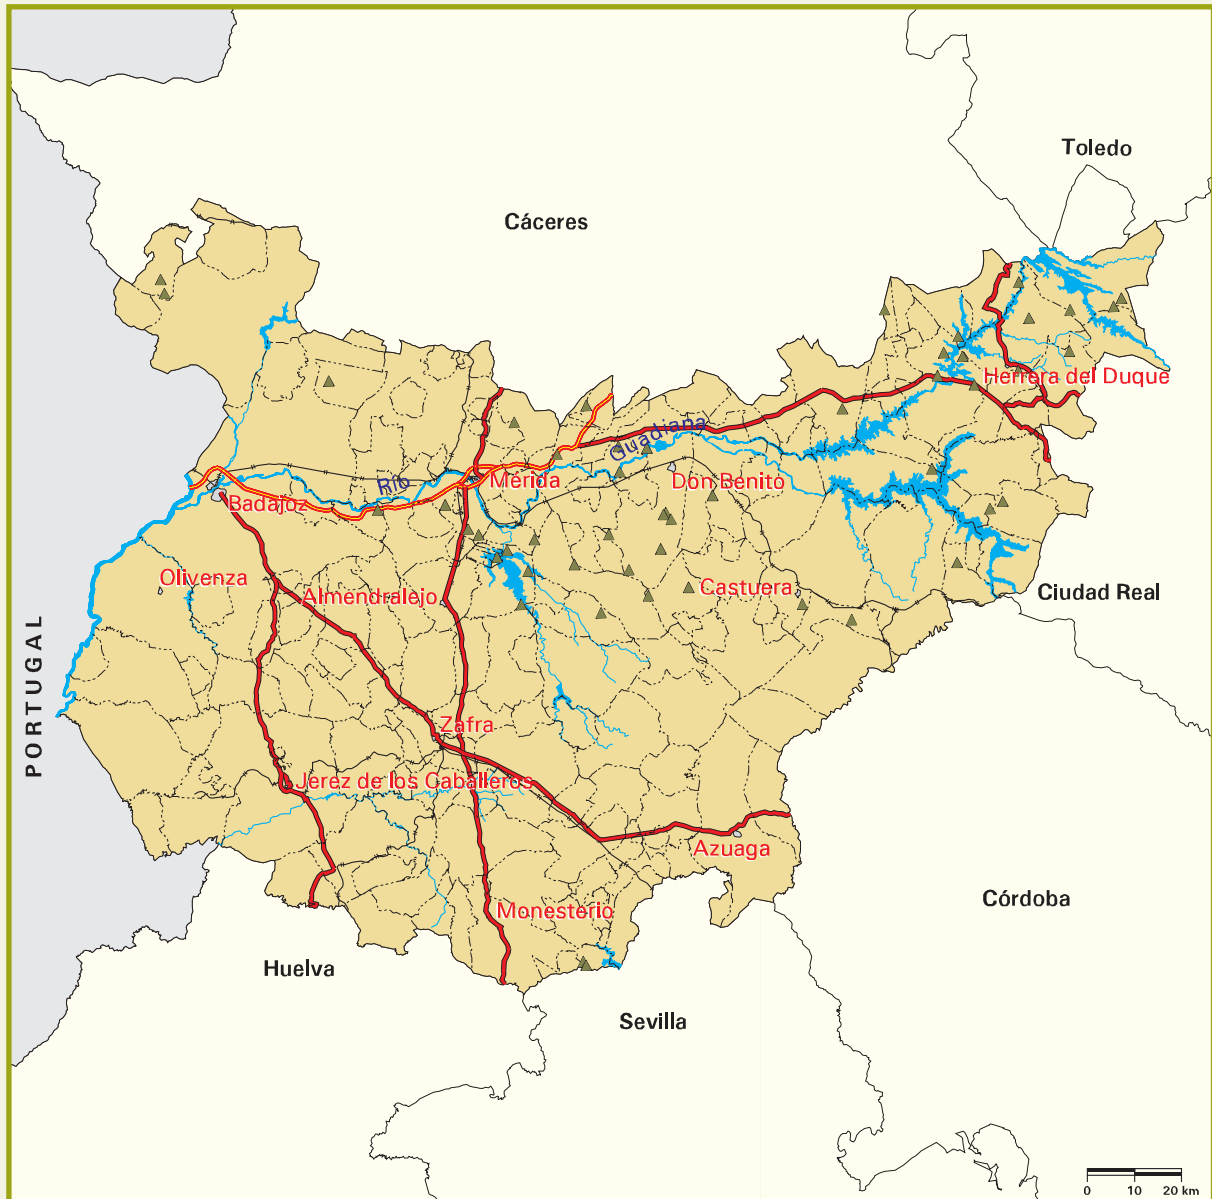 Toledo
Cáceres
Herrera del Duque
Guadiana
Río
Mérida
Don Benito
Badajoz
Olivenza
Almendralejo
Castuera
Ciudad Real
PORTUGAL
Zafra
Jerez de los Caballeros
Azuaga
Córdoba
Monesterio
Huelva
Sevilla
0 10 20 km